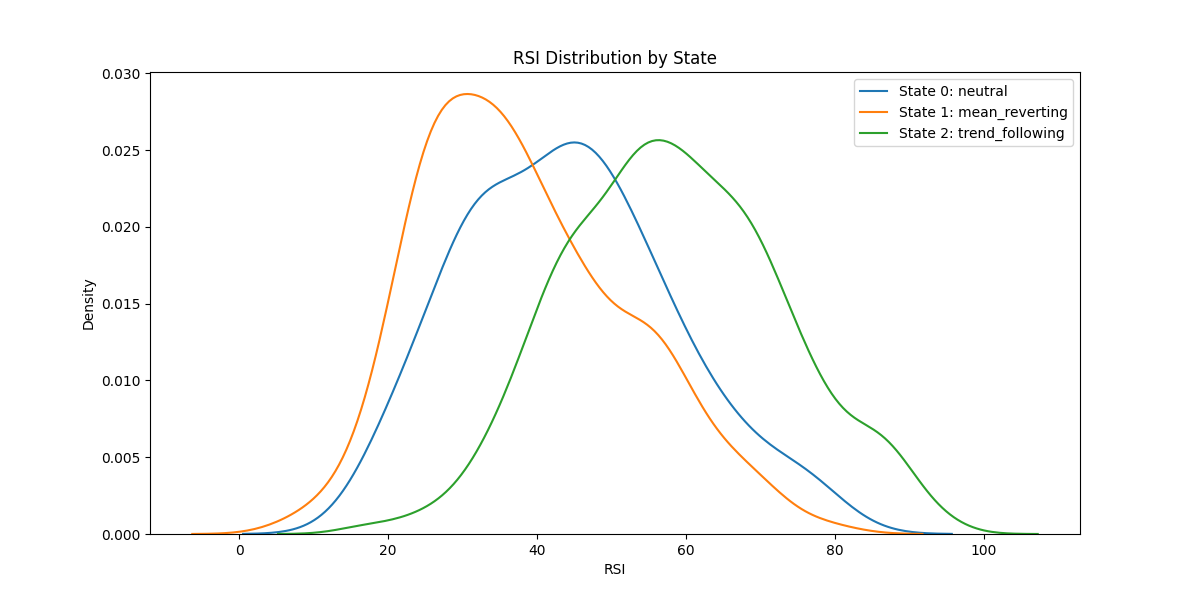 RSI Distribution by State
State 0: neutral
State 1: mean_reverting
State 2: trend_following
Density
0.030
0.025
0.020
0.015
0.010
0.005
0.000
0 20 40 60 80 100
RSI